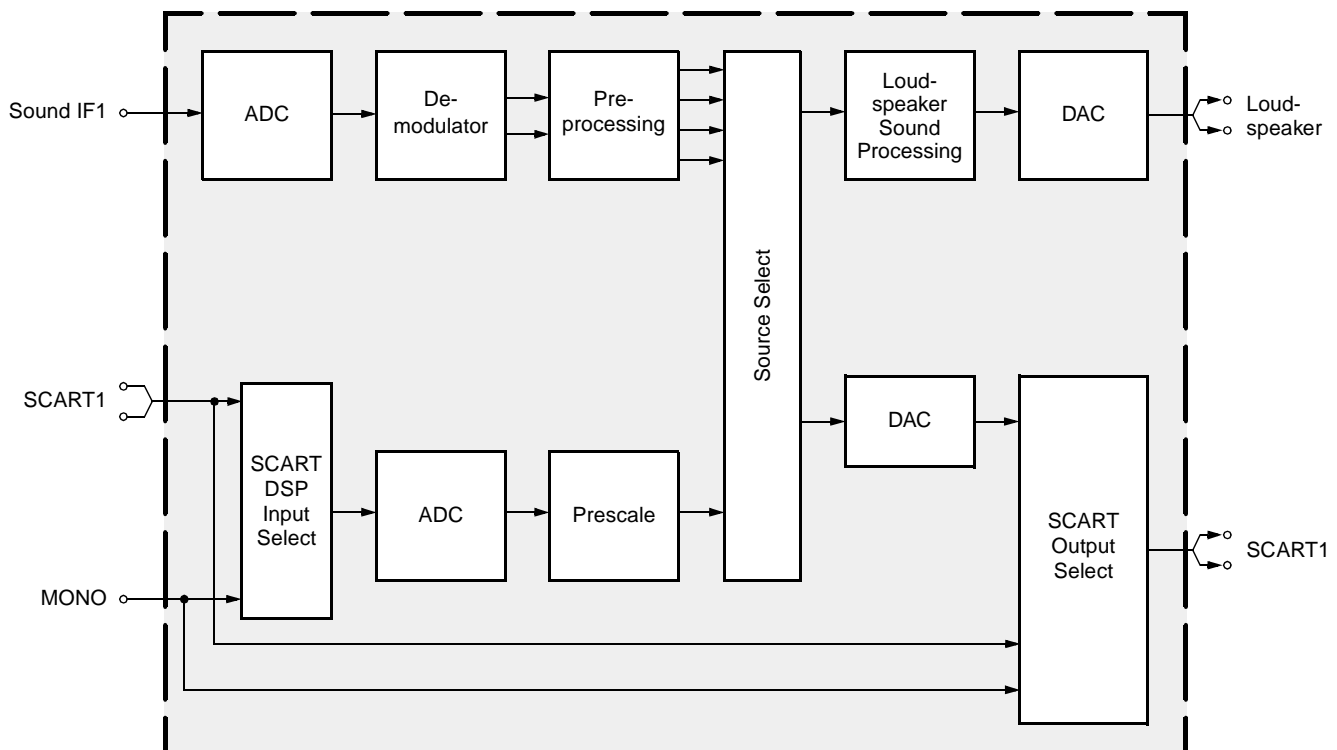 Sound IF1
ADC
De-
modulator
Pre-
processing
Source Select
Loud-
speaker
Sound
Processing
DAC
Loud-
speaker
SCART1
SCART
DSP
Input
Select
ADC
Prescale
DAC
SCART
Output
Select
SCART1
MONO